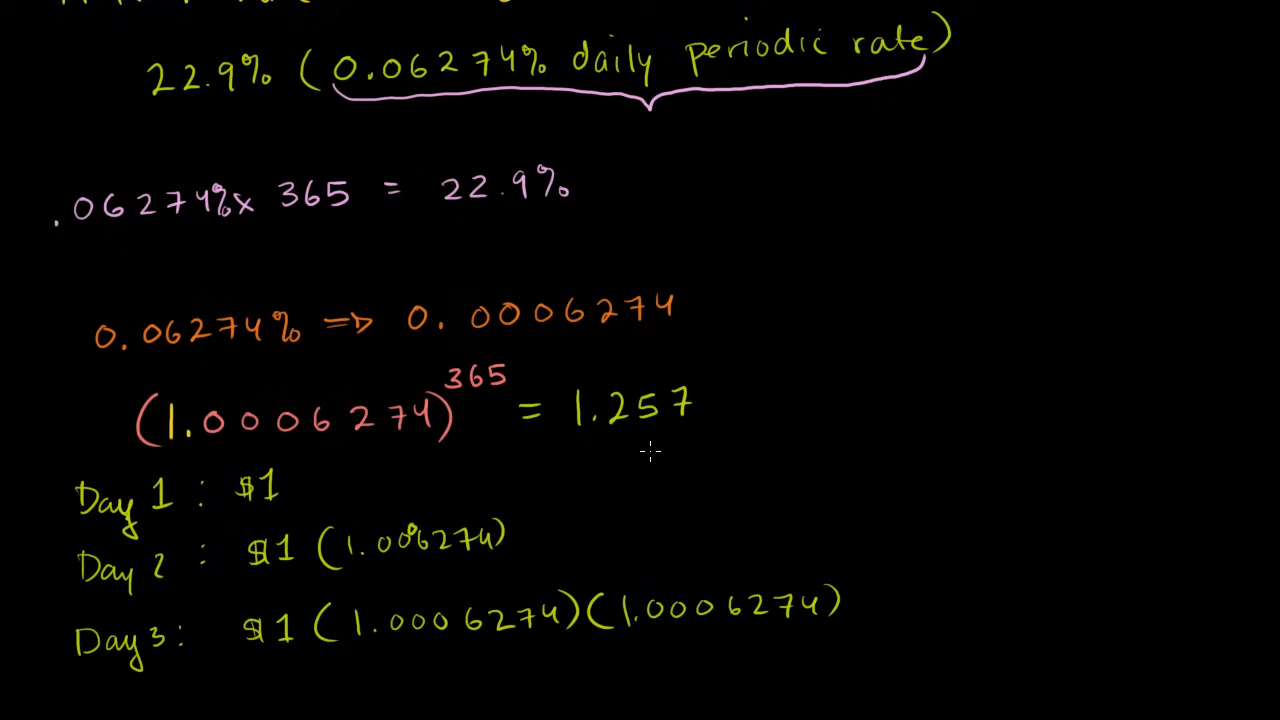 22.9% (0.06274% daily periodic rate)
.06274% x 365 = 22.9%
0.06274% => 0.0006274
(1.0006274)^365 = 1.257
Day 1 : $1
Day 2 : $1 (1.0006274)
Day 3 : $1 (1.0006274)(1.0006274)